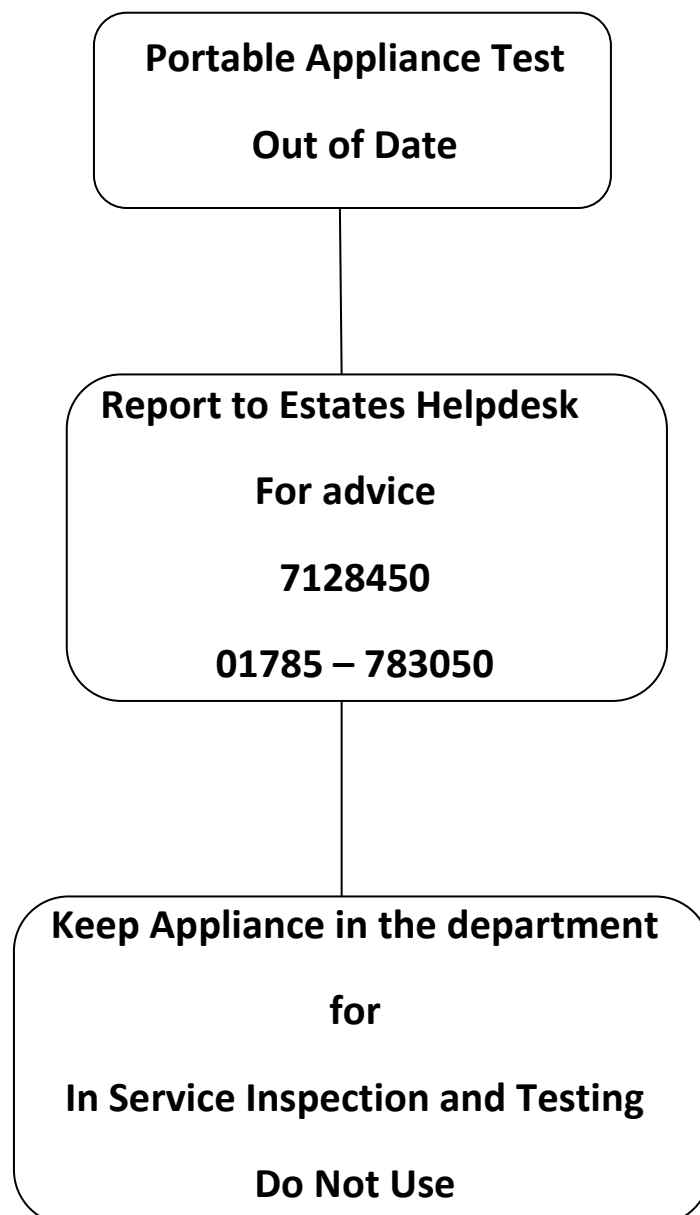 Portable Appliance Test
Out of Date
Report to Estates Helpdesk
For advice
7128450
01785 – 783050
Keep Appliance in the department
for
In Service Inspection and Testing
Do Not Use